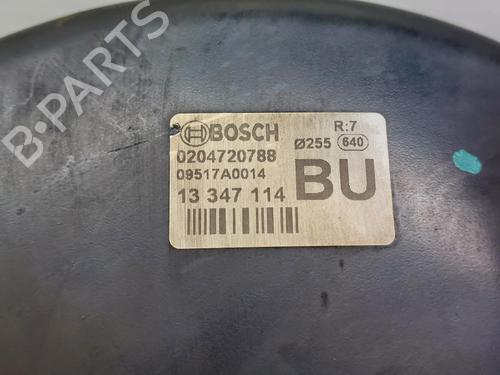 B-PARTS
BOSCH
R:7
0204720788
Ø255 640
09517A0014
13 347 114
BU